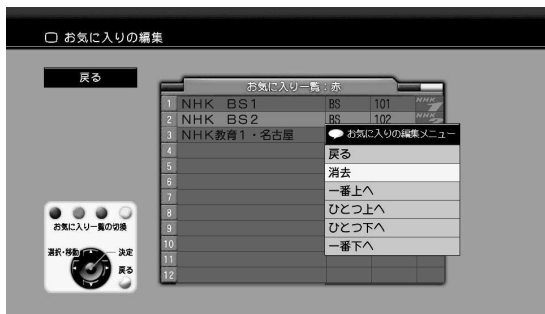 お気に入りの編集
戻る
お気に入り一覧:赤
1 NHK BS1 BS 101 NHK 1
2 NHK BS2 BS 102 NHK 2
3 NHK教育1・名古屋
4
5
6
7
8
9
10
11
12
お気に入りの編集メニュー
戻る
消去
一番上へ
ひとつ上へ
ひとつ下へ
一番下へ
お気に入り一覧の切換
選択・移動
決定
戻る